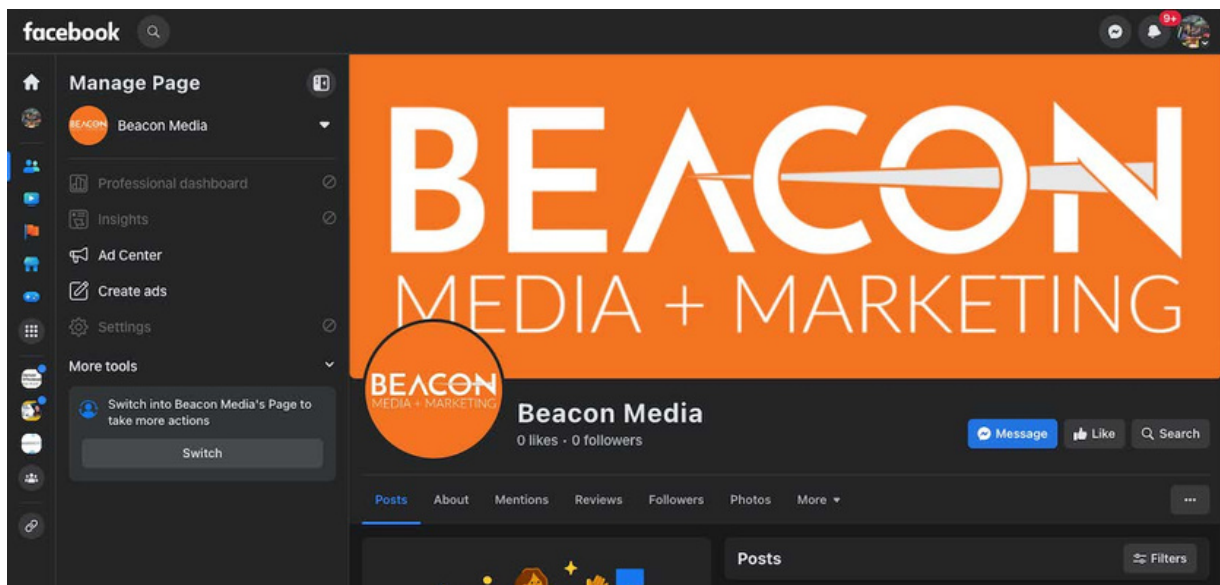 facebook
9+
Manage Page
BEACON
Beacon Media
Professional dashboard
Insights
Ad Center
Create ads
Settings
More tools
Switch into Beacon Media's Page to
take more actions
Switch
BEACON
MEDIA + MARKETING
BEACON
MEDIA + MARKETING
Beacon Media
0 likes · 0 followers
Message
Like
Search
Posts
About
Mentions
Reviews
Followers
Photos
More
Posts
Filters